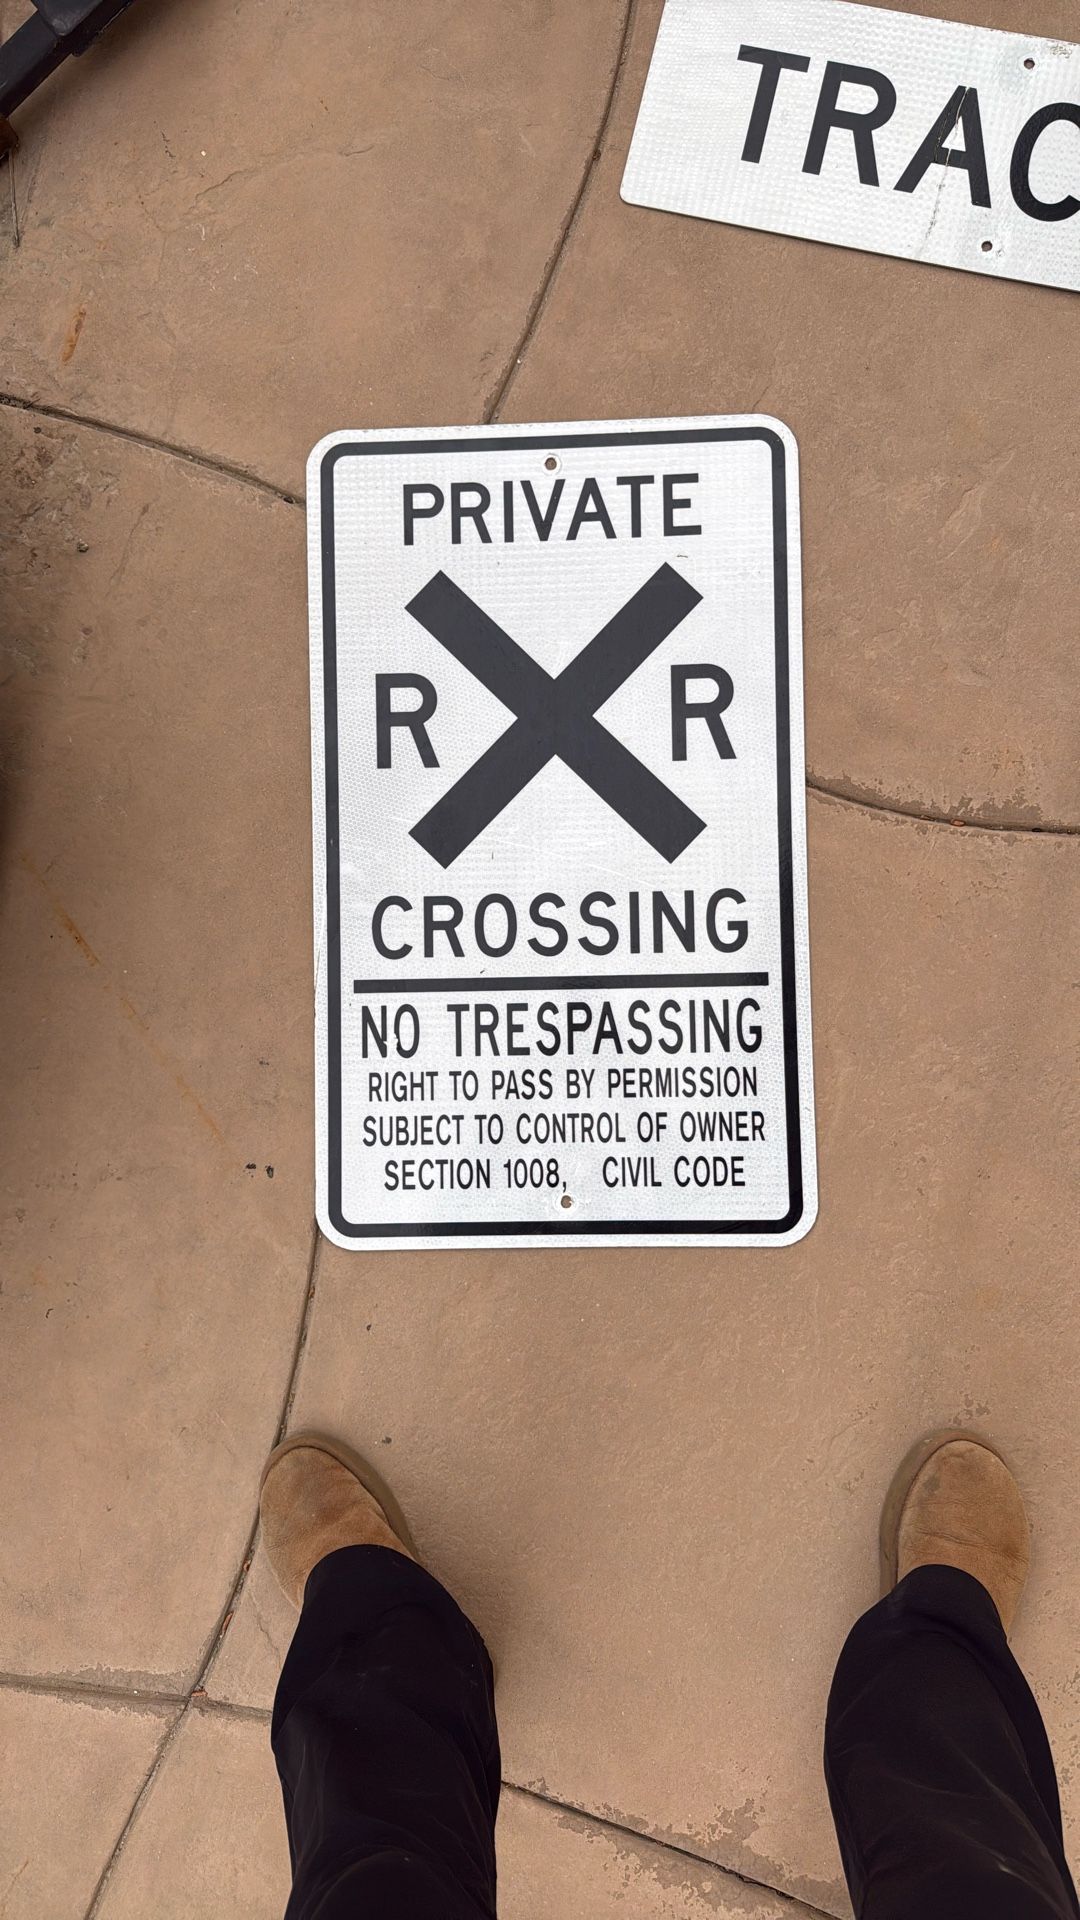 TRAC
PRIVATE
R X R
CROSSING
NO TRESPASSING
RIGHT TO PASS BY PERMISSION
SUBJECT TO CONTROL OF OWNER
SECTION 1008, CIVIL CODE